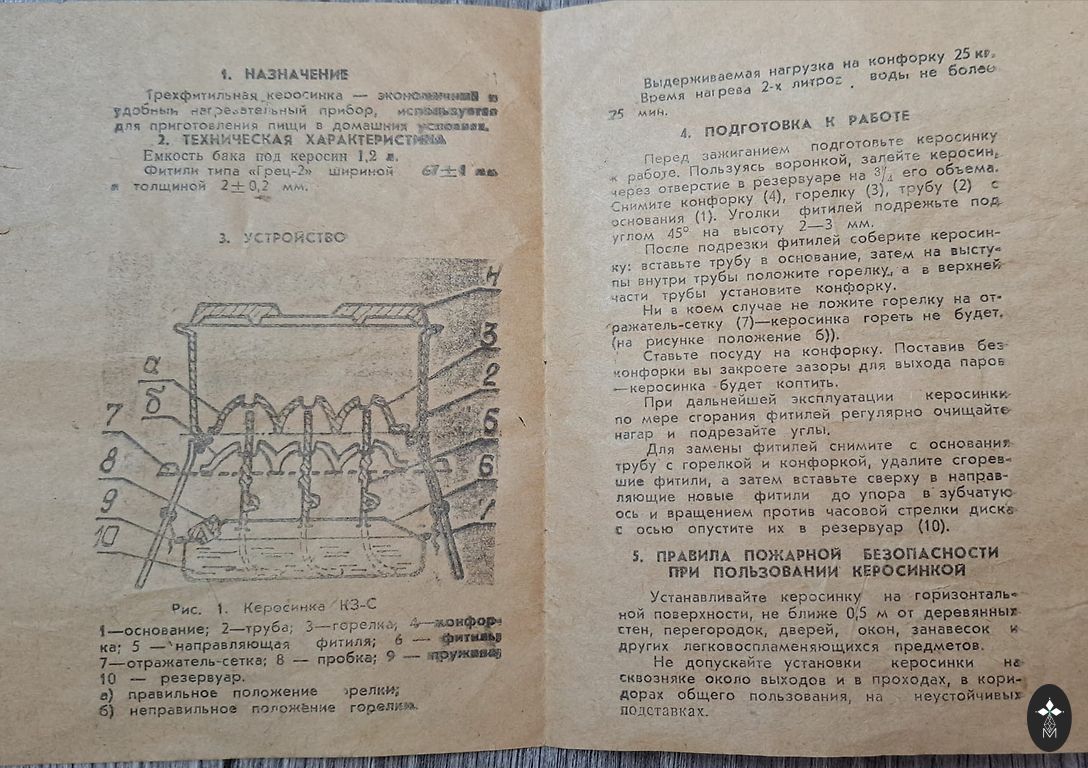 1. НАЗНАЧЕНИЕ
Трехфитильная керосинка — экономичный и
удобный нагревательный прибор, используется
для приготовления пищи в домашних условиях.
2. ТЕХНИЧЕСКАЯ ХАРАКТЕРИСТИКА
Емкость бака под керосин 1,2 л.
Фитили типа «Грец-2» шириной 67±1 мм
и толщиной 2±0,2 мм.
3. УСТРОЙСТВО
4
3
а
2
б
7
5
8
6
9
1
10
Рис. 1. Керосинка КЗ-С
1—основание; 2—труба; 3—горелка; 4—конфор-
ка; 5 — направляющая фитиля; 6 — фитиль;
7—отражатель-сетка; 8 — пробка; 9 — пружина;
10 — резервуар.
а) правильное положение горелки;
б) неправильное положение горелки.
Выдерживаемая нагрузка на конфорку 25 кг.
Время нагрева 2-х литров воды не более
25 мин.
4. ПОДГОТОВКА К РАБОТЕ
Перед зажиганием подготовьте керосинку
к работе. Пользуясь воронкой, залейте керосин
через отверстие в резервуаре на 3/4 его объема.
Снимите конфорку (4), горелку (3), трубу (2) с
основания (1). Уголки фитилей подрежьте под
углом 45° на высоту 2—3 мм.
После подрезки фитилей соберите керосин-
ку: вставьте трубу в основание, затем на высту-
пы внутри трубы положите горелку, а в верхней
части трубы установите конфорку.
Ни в коем случае не ложите горелку на от-
ражатель-сетку (7)—керосинка гореть не будет,
(на рисунке положение б)).
Ставьте посуду на конфорку. Поставив без
конфорки вы закроете зазоры для выхода паров
—керосинка будет коптить.
При дальнейшей эксплуатации керосинки
по мере сгорания фитилей регулярно очищайте
нагар и подрезайте углы.
Для замены фитилей снимите с основания
трубу с горелкой и конфоркой, удалите сгорев-
шие фитили, а затем вставьте сверху в направ-
ляющие новые фитили до упора в зубчатую
ось и вращением против часовой стрелки диска
с осью опустите их в резервуар (10).
5. ПРАВИЛА ПОЖАРНОЙ БЕЗОПАСНОСТИ
ПРИ ПОЛЬЗОВАНИИ КЕРОСИНКОЙ
Устанавливайте керосинку на горизонталь-
ной поверхности, не ближе 0,5 м от деревянных
стен, перегородок, дверей, окон, занавесок и
других легковоспламеняющихся предметов.
Не допускайте установки керосинки на
сквозняке около выходов и в проходах, в кори-
дорах общего пользования, на неустойчивых
подставках.
М